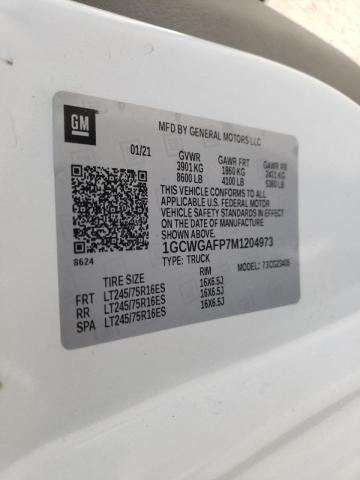 GM
MFD BY GENERAL MOTORS LLC
01/21 GVWR GAWR FRT GAWR RR
3901 KG 1860 KG 2431 KG
8600 LB 4100 LB 5360 LB
THIS VEHICLE CONFORMS TO ALL
APPLICABLE U.S. FEDERAL MOTOR
VEHICLE SAFETY STANDARDS IN
EFFECT ON THE DATE OF
MANUFACTURE SHOWN ABOVE.
1GCWGAFP7M1204973
8624 TYPE: TRUCK
TIRE SIZE RIM 73CG23405
FRT LT245/75R16ES 16X6.5J
RR LT245/75R16ES 16X6.5J
SPA LT245/75R16ES 16X6.5J